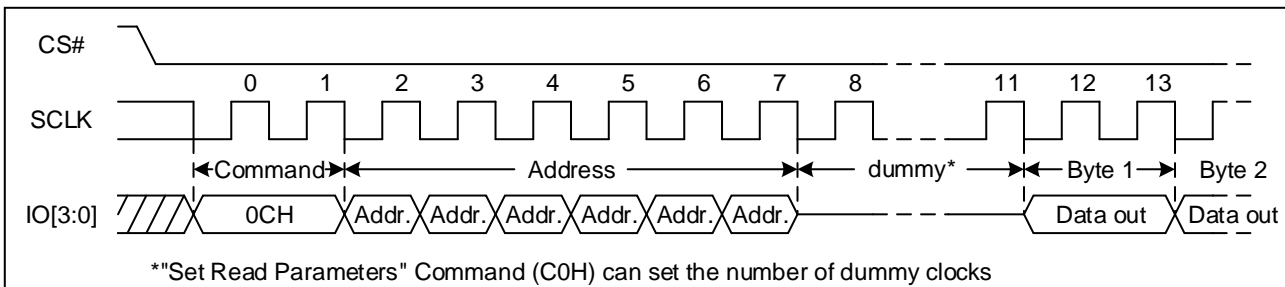 CS#
0 1 2 3 4 5 6 7 8 11 12 13
SCLK
Command Address dummy* Byte 1 Byte 2
IO[3:0] 0CH Addr. Addr. Addr. Addr. Addr. Addr. Data out Data out
*"Set Read Parameters" Command (C0H) can set the number of dummy clocks